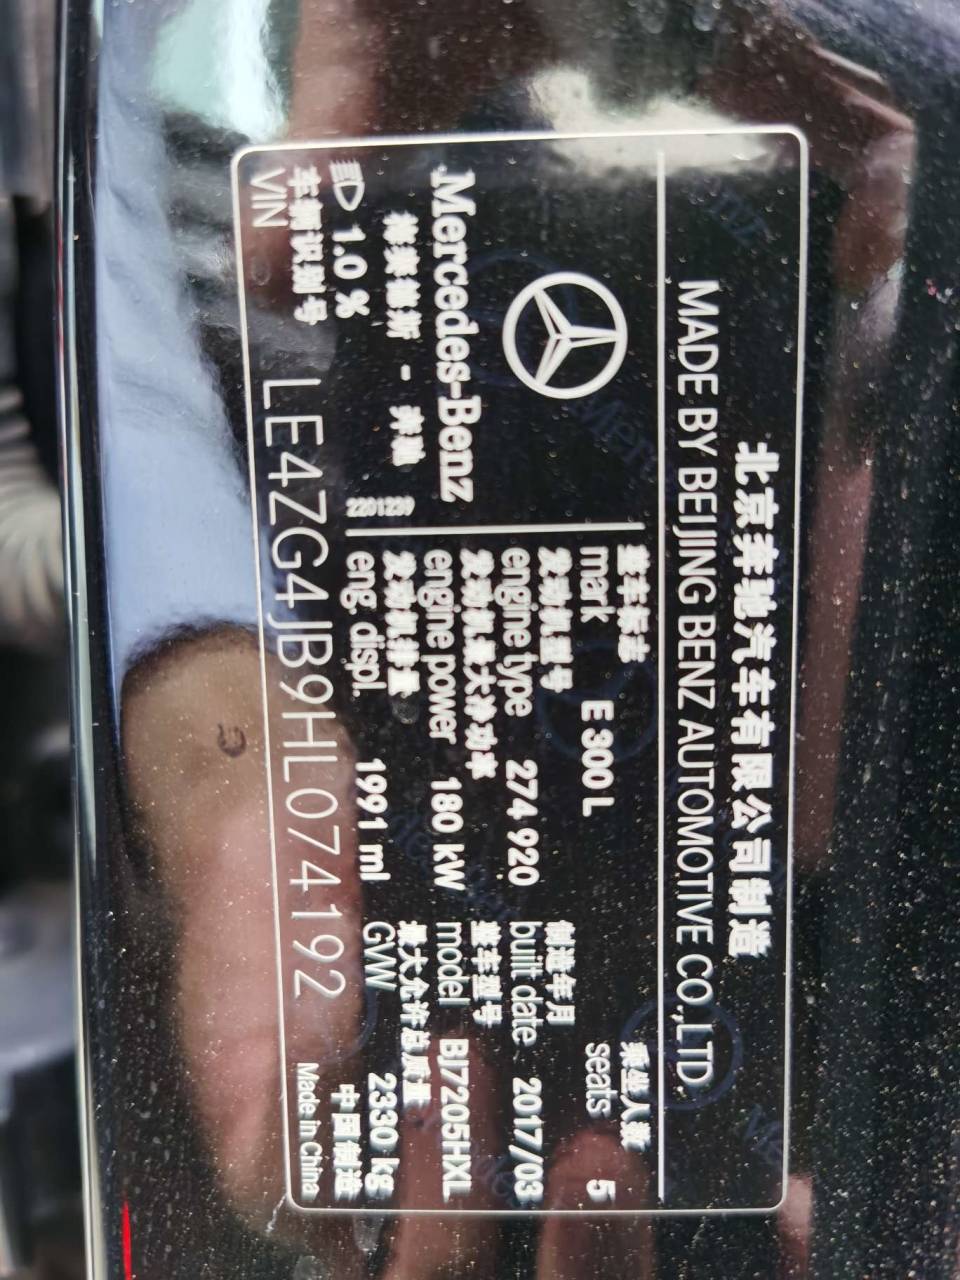 北京奔驰汽车有限公司制造
MADE BY BEIJING BENZ AUTOMOTIVE CO.,LTD.
Mercedes-Benz
梅赛德斯 - 奔驰
1.0 %
2201239
整车标志
mark E 300 L
乘坐人数
seats 5
发动机型号
engine type 274 920
制造年月
built date 2017/03
发动机最大净功率
engine power 180 kW
整车型号
model BJ7205HXL
发动机排量
eng. displ. 1991 ml
最大允许总质量
GVW 2330 kg
车辆识别号
VIN LE4ZG4JB9HL074192
中国制造
Made in China